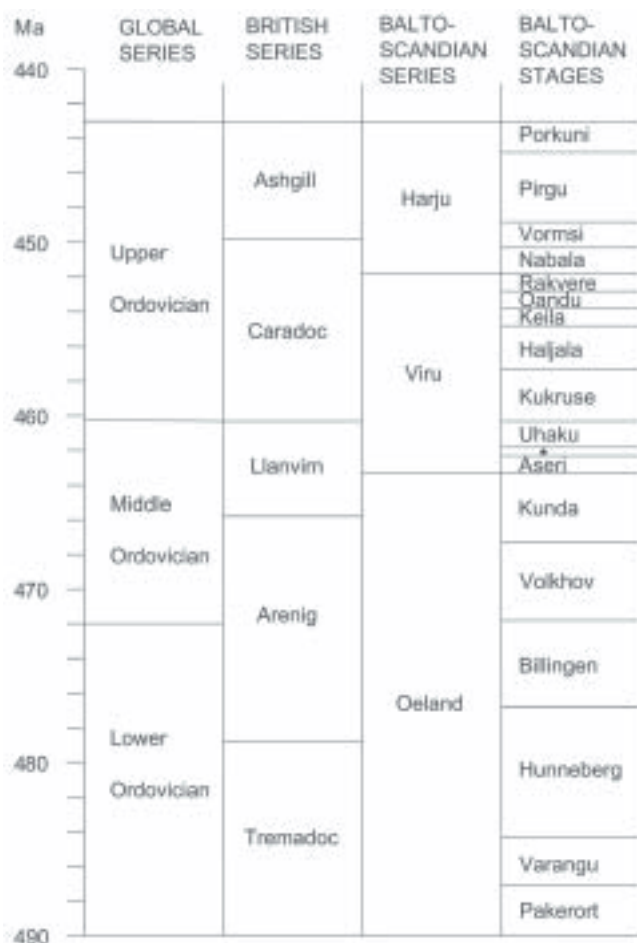 Ma
GLOBAL
SERIES
BRITISH
SERIES
BALTO-
SCANDIAN
SERIES
BALTO-
SCANDIAN
STAGES
440
450
460
470
480
490
Upper
Ordovician
Middle
Ordovician
Lower
Ordovician
Ashgill
Caradoc
Llanvirn
Arenig
Tremadoc
Harju
Viru
Oeland
Porkuni
Pirgu
Vormsi
Nabala
Rakvere
Oandu
Keila
Haljala
Kukruse
Uhaku
*
Aseri
Kunda
Volkhov
Billingen
Hunneberg
Varangu
Pakerort